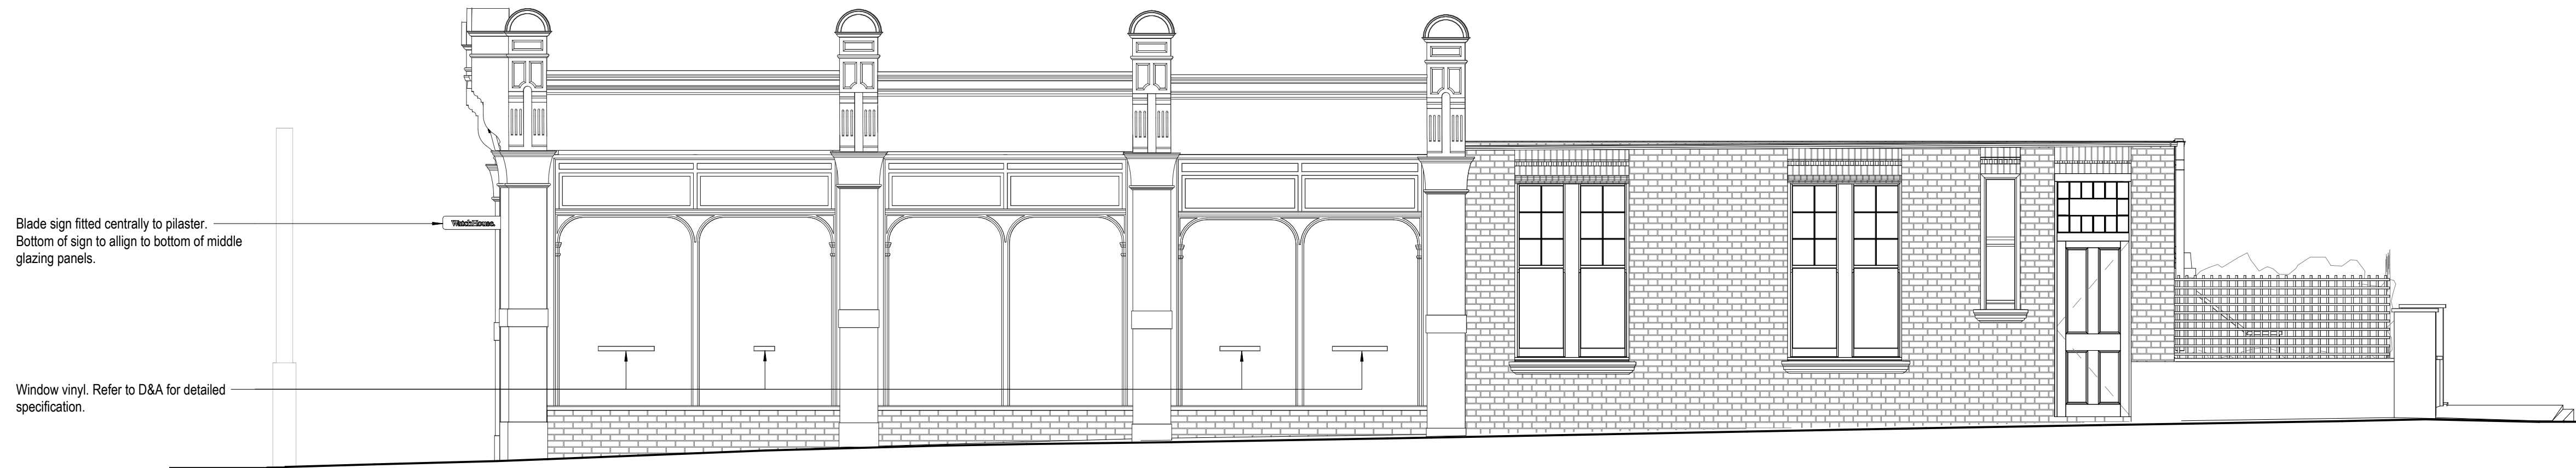 Blade sign fitted centrally to pilaster.
Bottom of sign to allign to bottom of middle
glazing panels.
WatchHouse.
Window vinyl. Refer to D&A for detailed
specification.